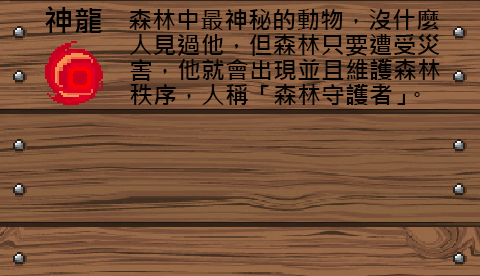 神龍
森林中最神秘的動物，沒什麼
人見過他，但森林只要遭受災
害，他就會出現並且維護森林
秩序，人稱「森林守護者」。